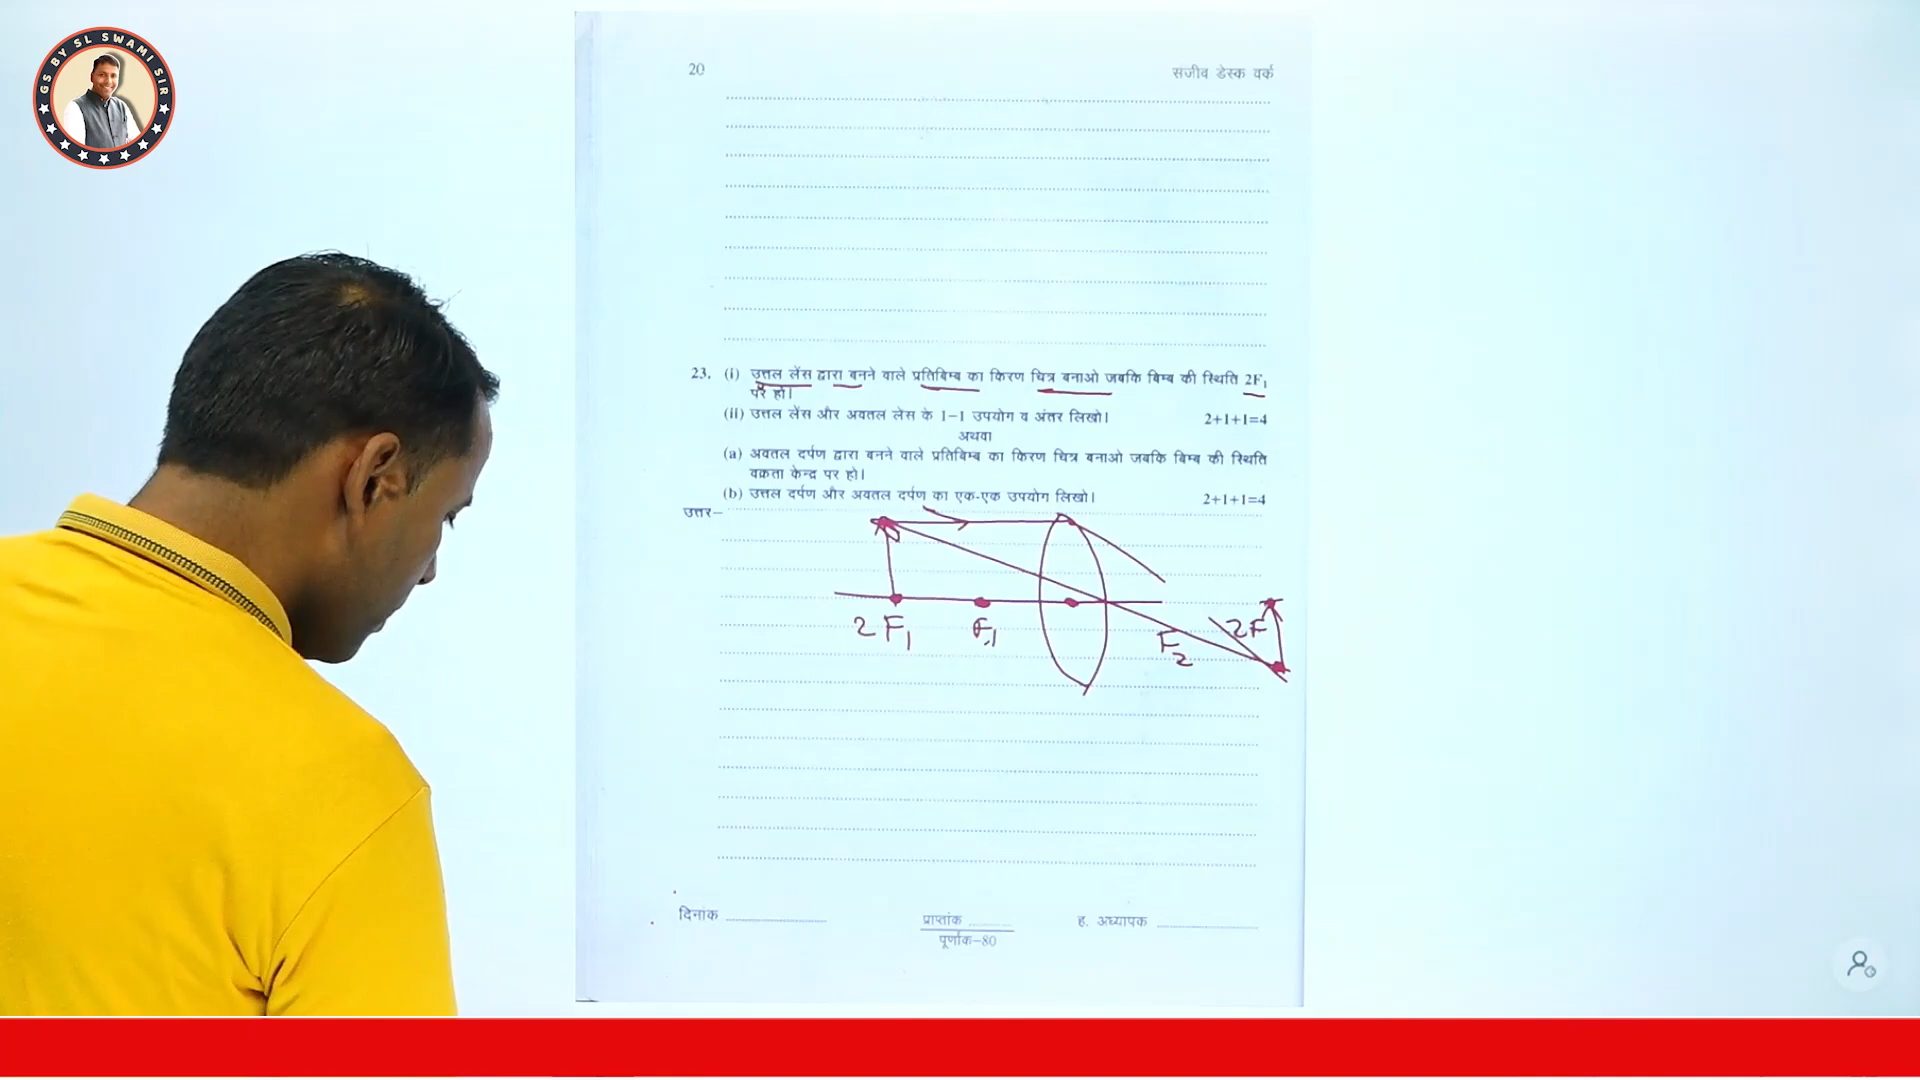 GS BY SL SWAMI SIR
20
संजीव डेस्क वर्क
23. (i) उत्तल लेंस द्वारा बनने वाले प्रतिबिम्ब का किरण चित्र बनाओ जबकि बिम्ब की स्थिति 2F₁
पर हो।
(ii) उत्तल लेंस और अवतल लेंस के 1-1 उपयोग व अंतर लिखो। 2+1+1=4
अथवा
(a) अवतल दर्पण द्वारा बनने वाले प्रतिबिम्ब का किरण चित्र बनाओ जबकि बिम्ब की स्थिति
वक्रता केन्द्र पर हो।
(b) उत्तल दर्पण और अवतल दर्पण का एक-एक उपयोग लिखो। 2+1+1=4
उत्तर–
2F₁ F₁ F₂ 2F
दिनांक प्राप्तांक ह. अध्यापक
पूर्णांक-80